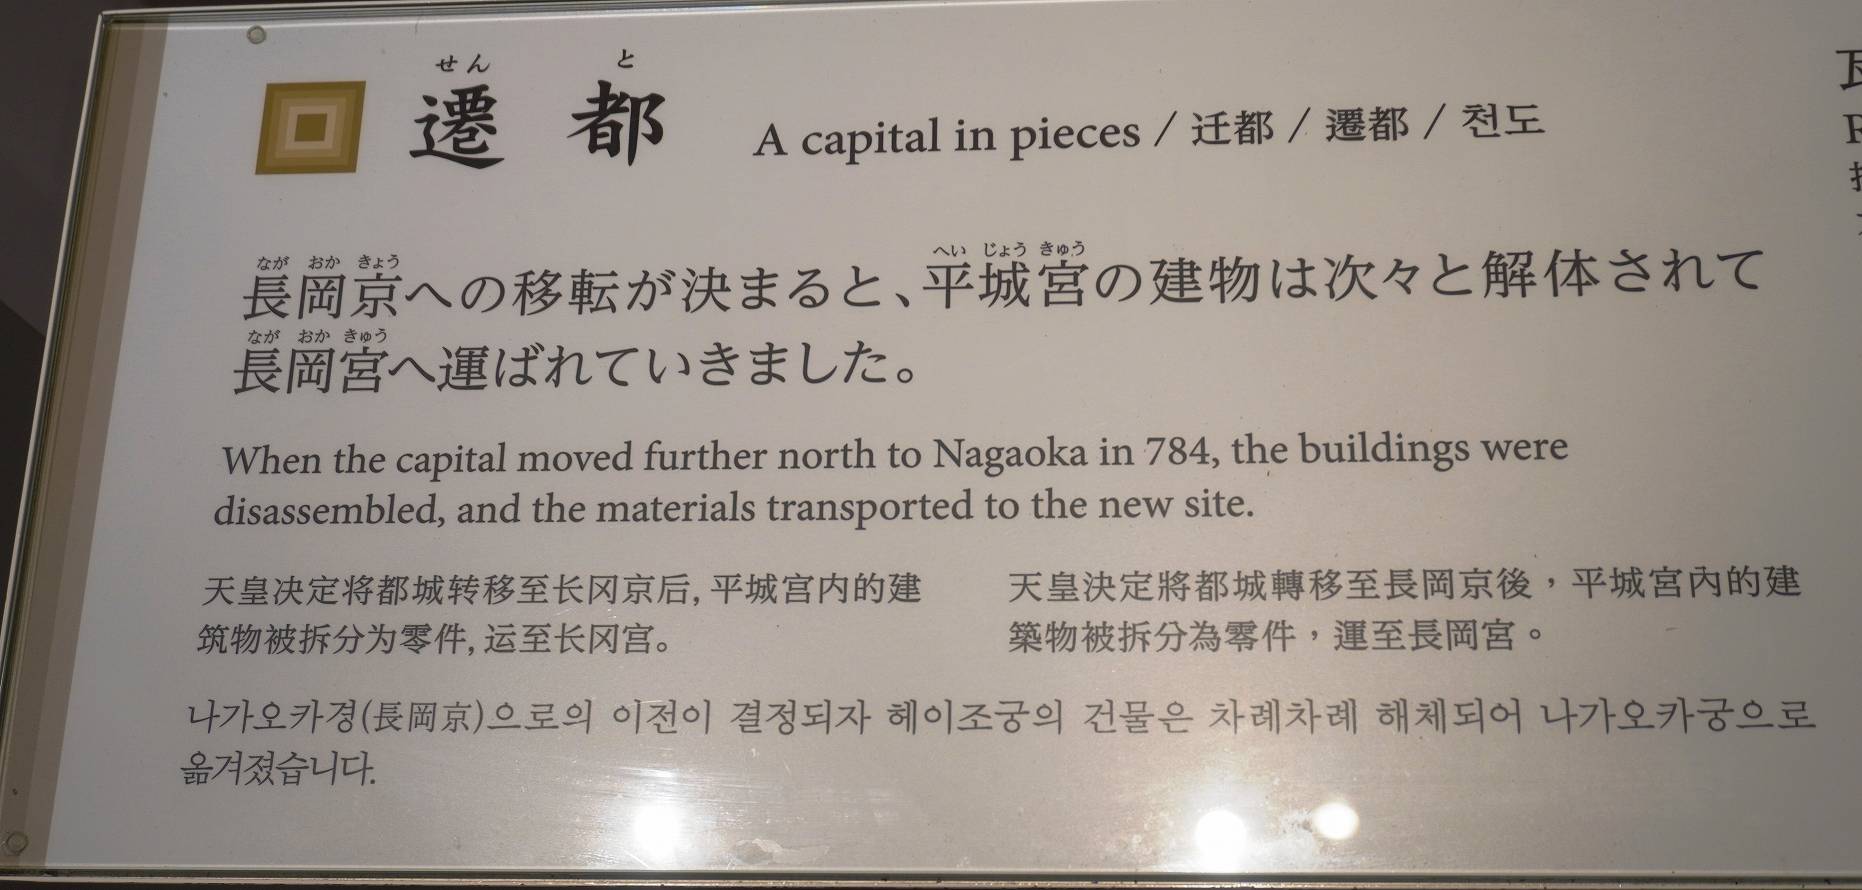 せん と
遷都 A capital in pieces / 迁都 / 遷都 / 천도
なが おか きょう へい じょう きゅう
長岡京への移転が決まると、平城宮の建物は次々と解体されて
なが おか きゅう
長岡宮へ運ばれていきました。
When the capital moved further north to Nagaoka in 784, the buildings were
disassembled, and the materials transported to the new site.
天皇决定将都城转移至长冈京后, 平城宫内的建
筑物被拆分为零件, 运至长冈宫。
天皇決定將都城轉移至長岡京後，平城宮內的建
築物被拆分為零件，運至長岡宮。
나가오카경(長岡京)으로의 이전이 결정되자 헤이조궁의 건물은 차례차례 해체되어 나가오카궁으로
옮겨졌습니다.